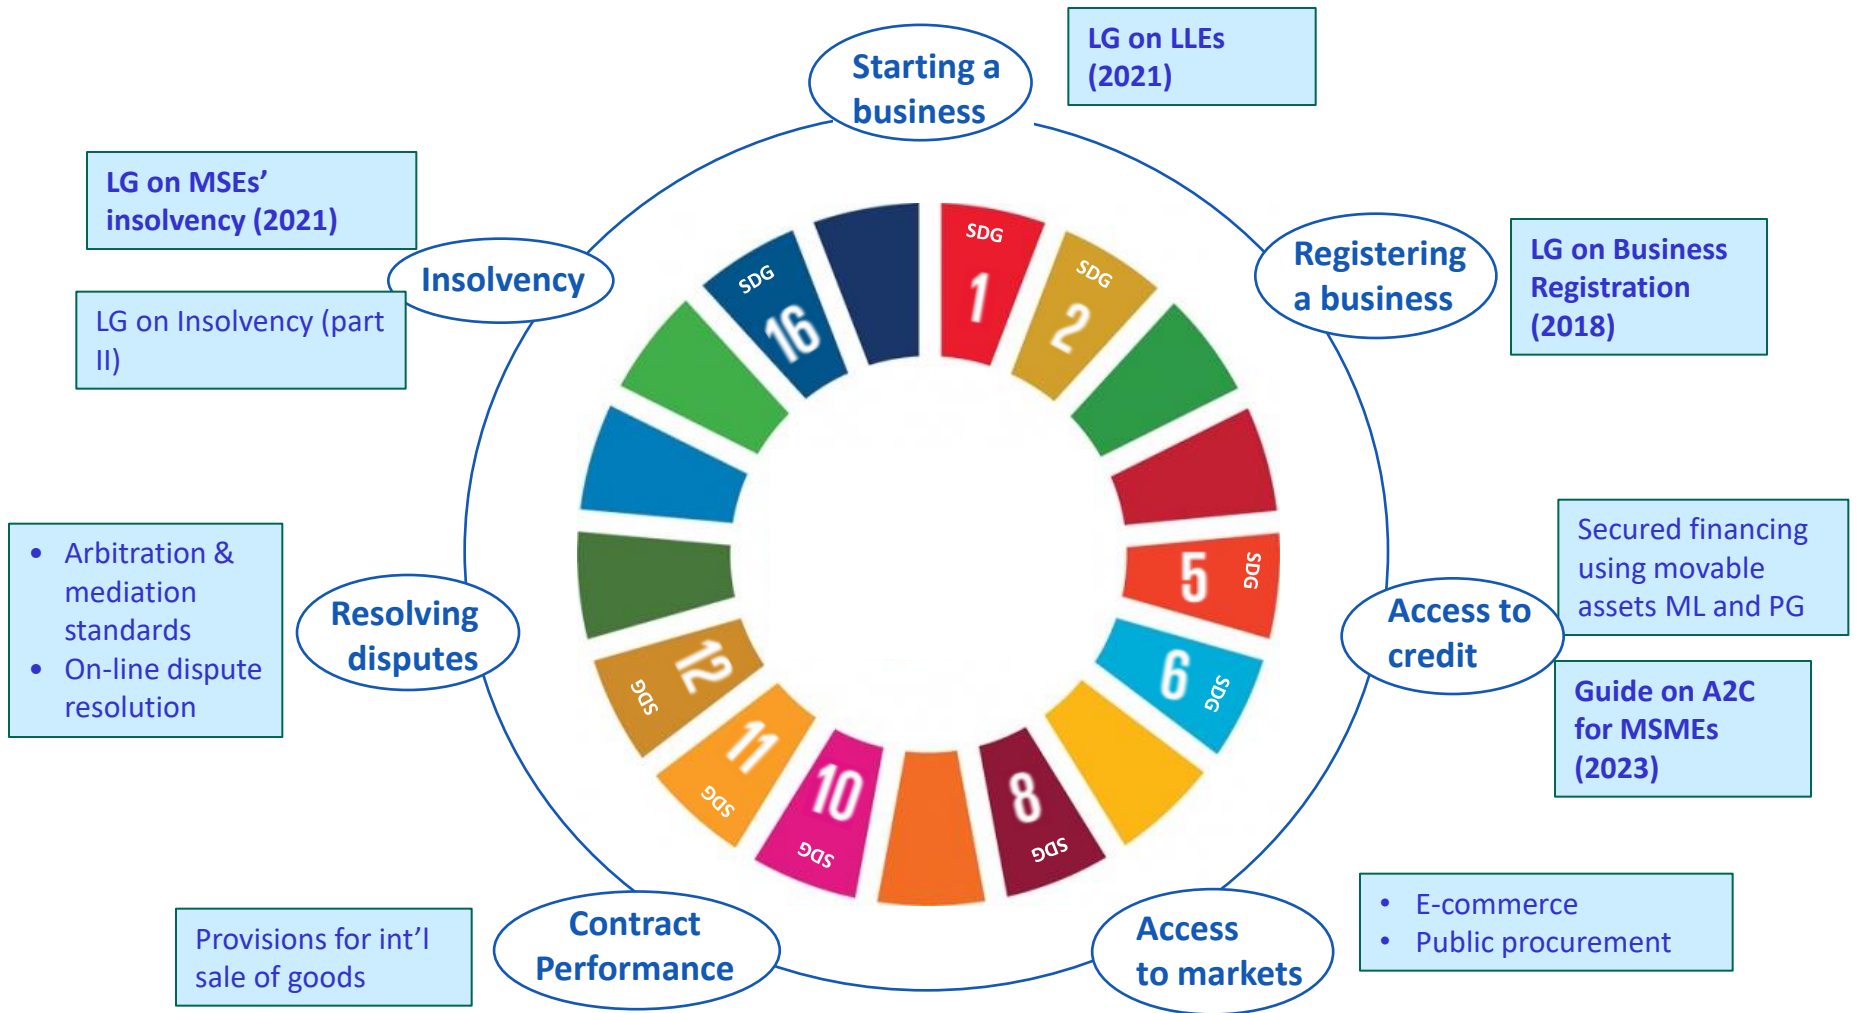 Starting a
business
LG on LLEs
(2021)
Registering
a business
LG on Business
Registration
(2018)
Access to
credit
Secured financing
using movable
assets ML and PG
Guide on A2C
for MSMEs
(2023)
Access
to markets
• E-commerce
• Public procurement
Contract
Performance
Provisions for int’l
sale of goods
Resolving
disputes
• Arbitration &
mediation
standards
• On-line dispute
resolution
Insolvency
LG on MSEs’
insolvency (2021)
LG on Insolvency (part
II)
SDG
1
SDG
2
SDG
5
SDG
6
SDG
8
SDG
10
SDG
11
SDG
12
SDG
16